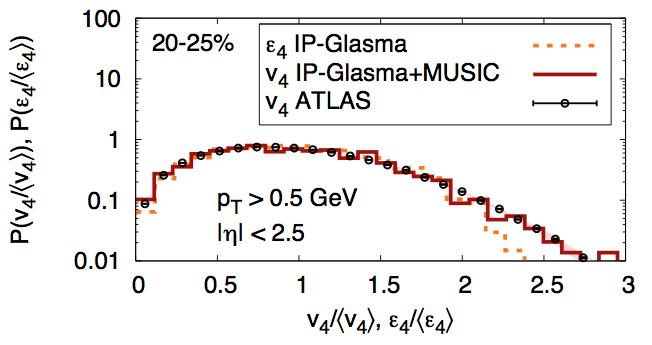 100
10
1
0.1
0.01
P(v₄/⟨v₄⟩), P(ε₄/⟨ε₄⟩)
20-25%
ε₄ IP-Glasma
v₄ IP-Glasma+MUSIC
v₄ ATLAS
p_T > 0.5 GeV
|η| < 2.5
0 0.5 1 1.5 2 2.5 3
v₄/⟨v₄⟩, ε₄/⟨ε₄⟩